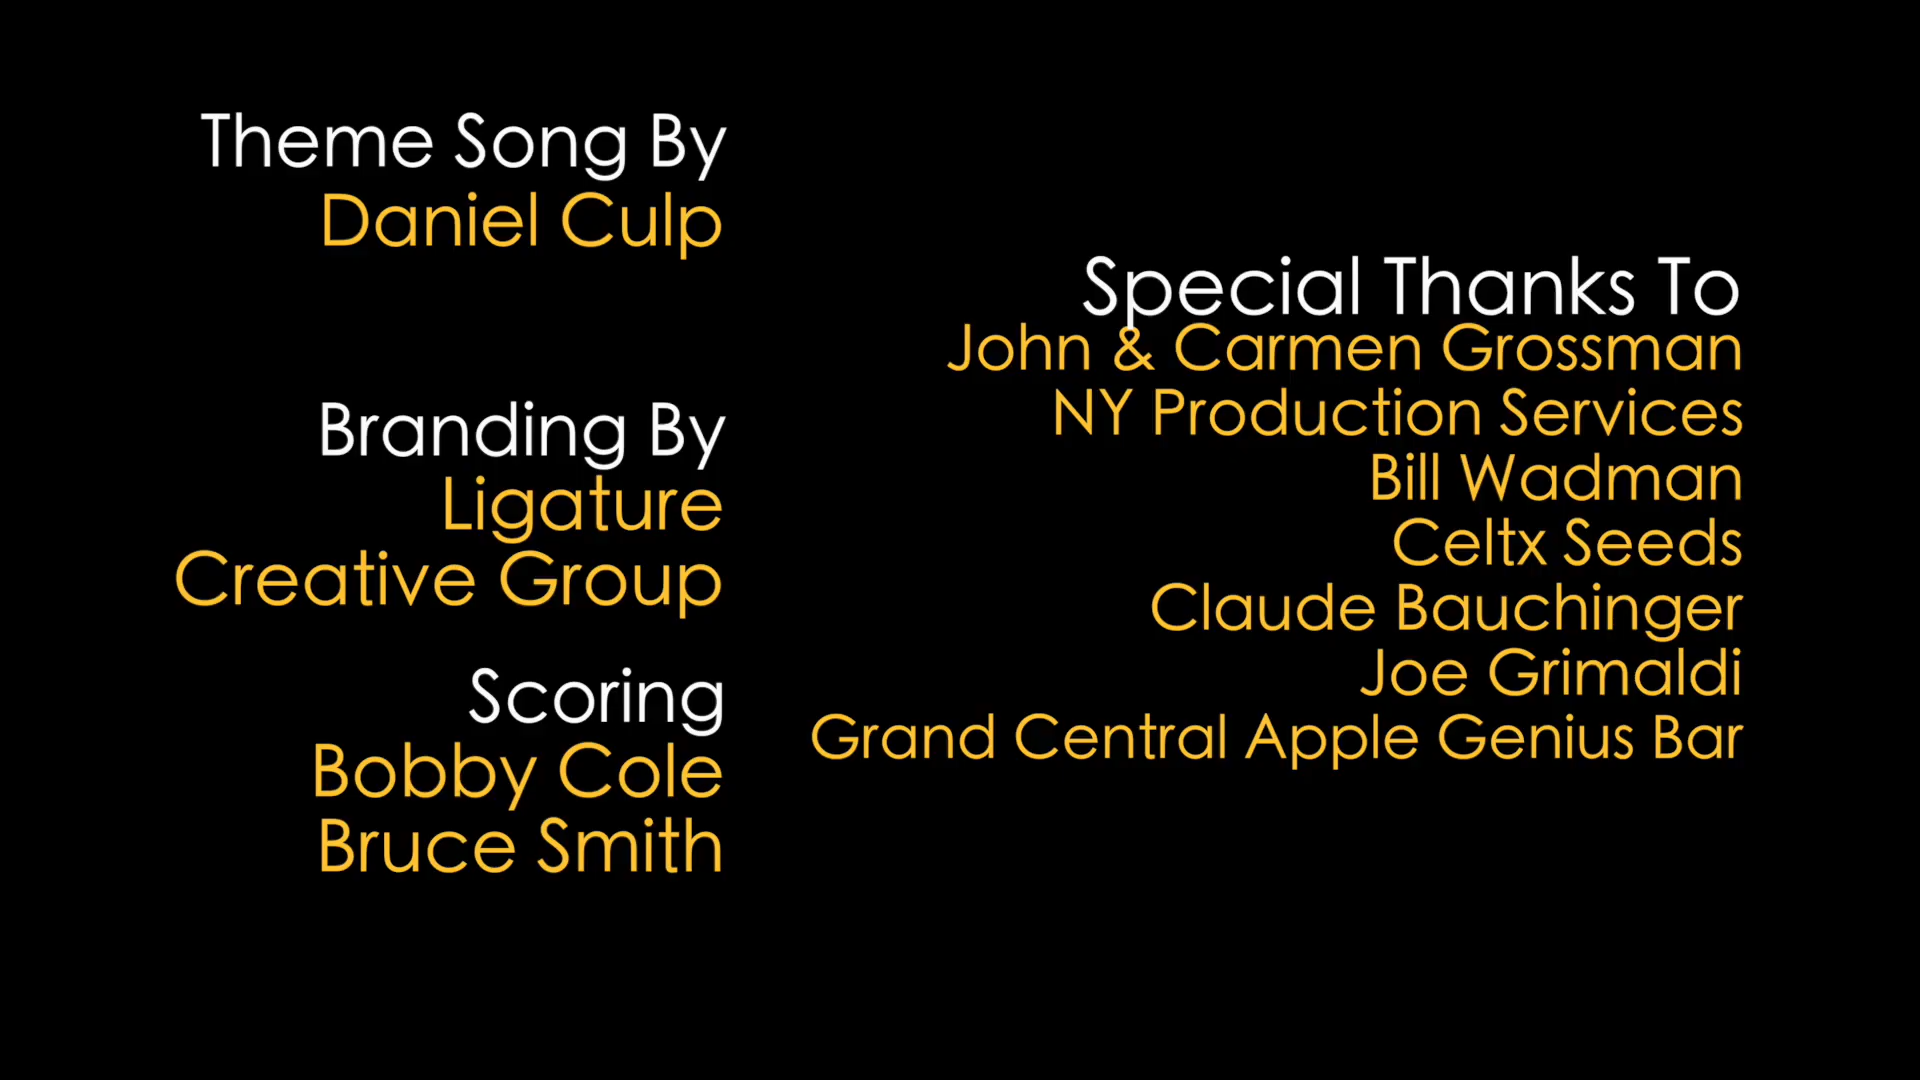 Theme Song By
Daniel Culp
Branding By
Ligature
Creative Group
Scoring
Bobby Cole
Bruce Smith
Special Thanks To
John & Carmen Grossman
NY Production Services
Bill Wadman
Celtx Seeds
Claude Bauchinger
Joe Grimaldi
Grand Central Apple Genius Bar